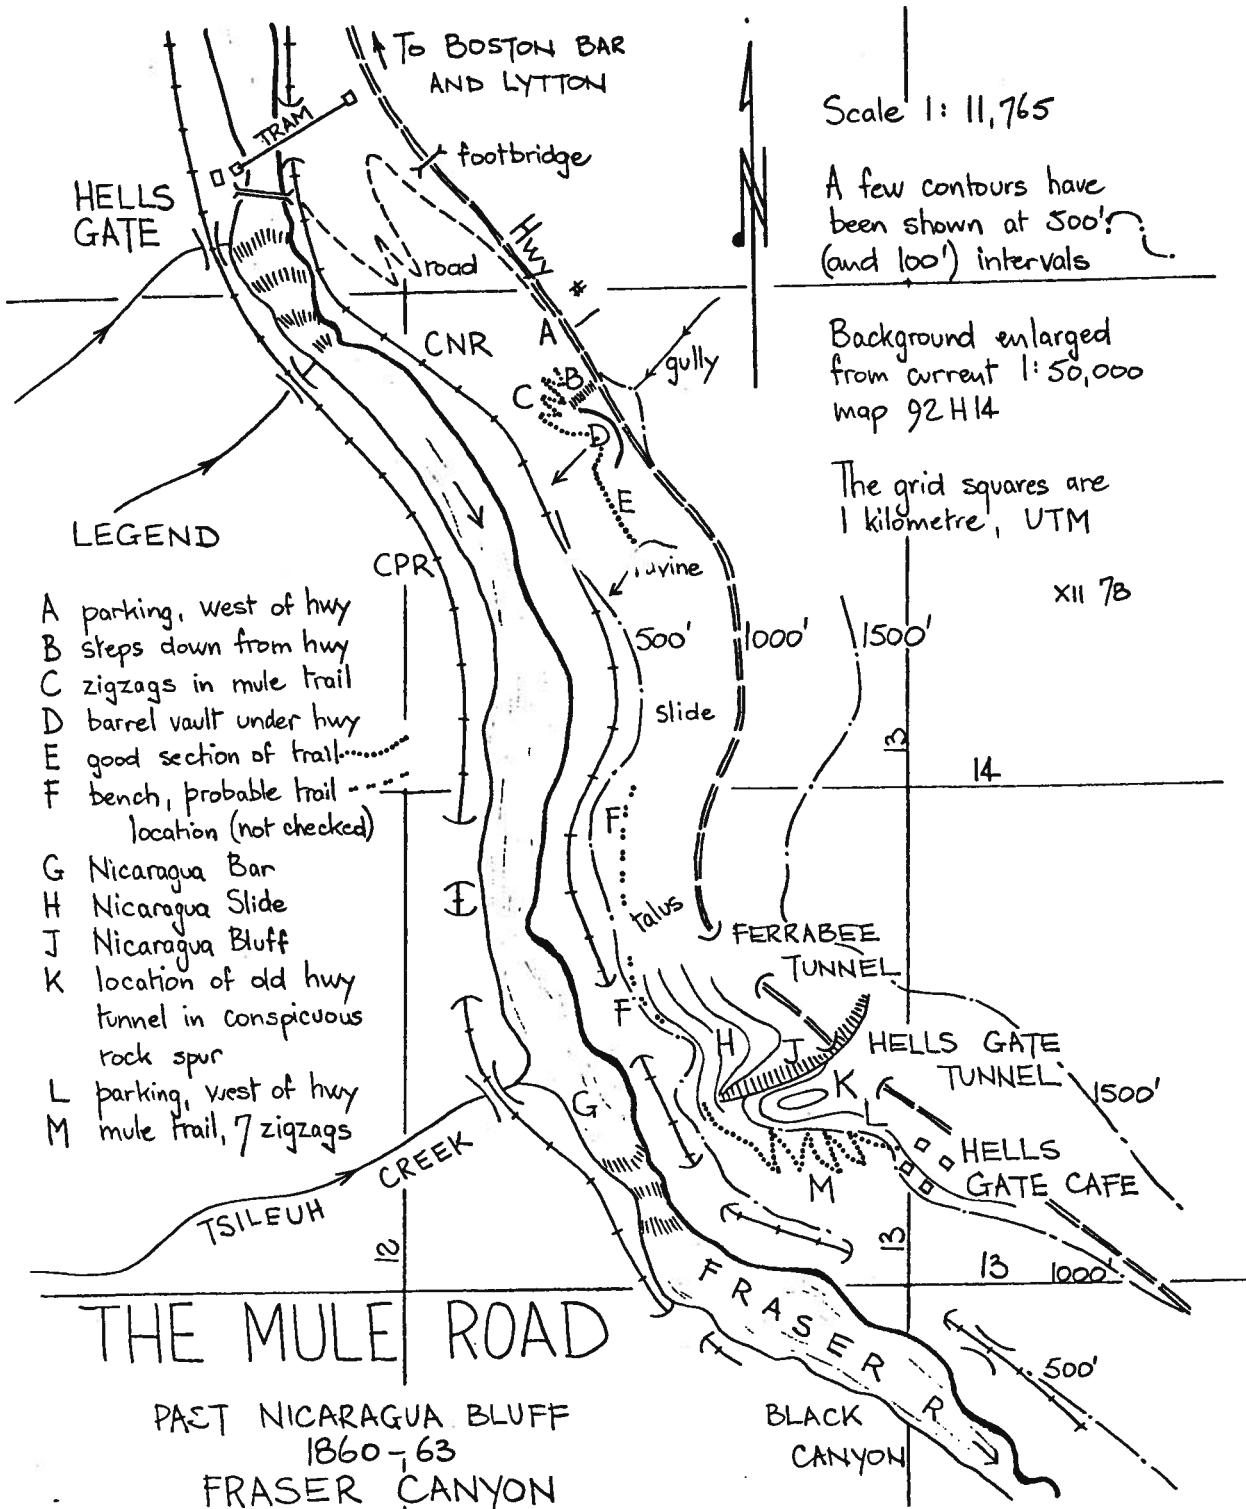 TO BOSTON BAR
AND LYTTON
TRAM
footbridge
HELLS
GATE
Hwy
road
*
A
CNR
gully
B
C
D
E
ravine
Scale 1: 11,765
A few contours have
been shown at 500'
(and 100') intervals
Background enlarged
from current 1:50,000
map 92 H 14
The grid squares are
1 kilometre, UTM
XII 78
CPR
500'
1000'
1500'
slide
13
14
F
talus
F
FERRABEE
TUNNEL
H
J
HELLS GATE
TUNNEL
K
L
1500'
G
HELLS
GATE CAFE
M
TSILEUH CREEK
12
13
13
1000'
FRASER R
500'
BLACK
CANYON
LEGEND
A parking, west of hwy
B steps down from hwy
C zigzags in mule trail
D barrel vault under hwy
E good section of trail
F bench, probable trail
location (not checked)
G Nicaragua Bar
H Nicaragua Slide
J Nicaragua Bluff
K location of old hwy
tunnel in conspicuous
rock spur
L parking, west of hwy
M mule trail, 7 zigzags
THE MULE ROAD
PAST NICARAGUA BLUFF
1860-63
FRASER CANYON